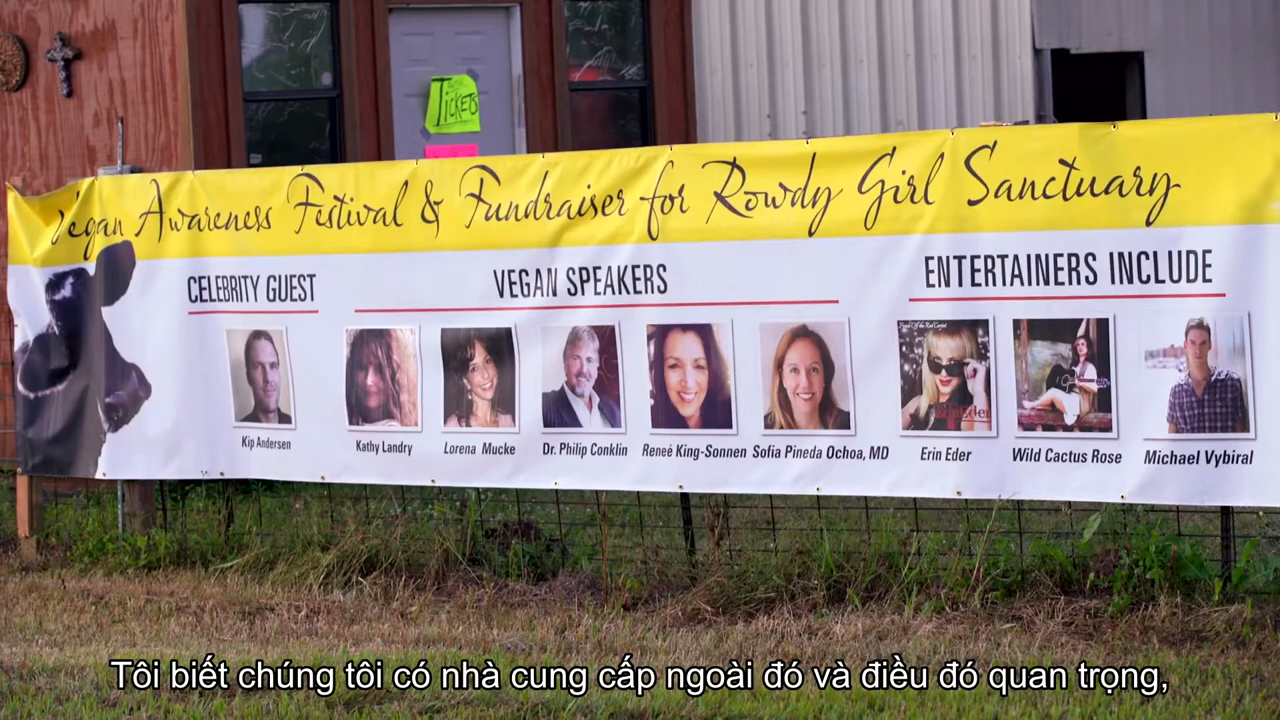 TICKETS
Vegan Awareness Festival & Fundraiser for Rowdy Girl Sanctuary
CELEBRITY GUEST
VEGAN SPEAKERS
ENTERTAINERS INCLUDE
Kip Andersen
Kathy Landry
Lorena Mucke
Dr. Philip Conklin
Reneé King-Sonnen
Sofia Pineda Ochoa, MD
Erin Eder
Wild Cactus Rose
Michael Vybiral
Tôi biết chúng tôi có nhà cung cấp ngoài đó và điều đó quan trọng,